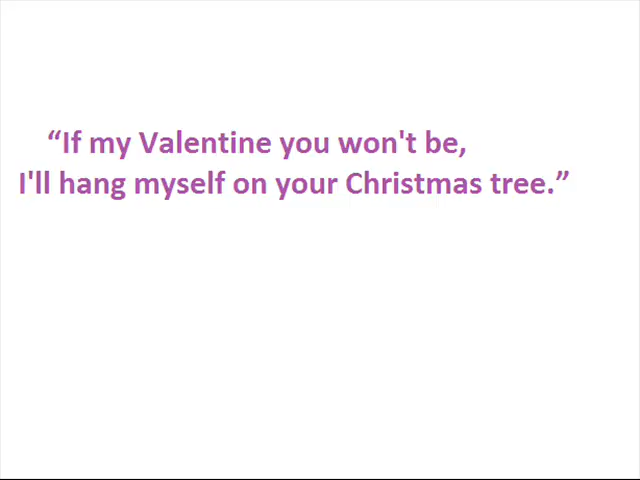 “If my Valentine you won't be,
I'll hang myself on your Christmas tree.”